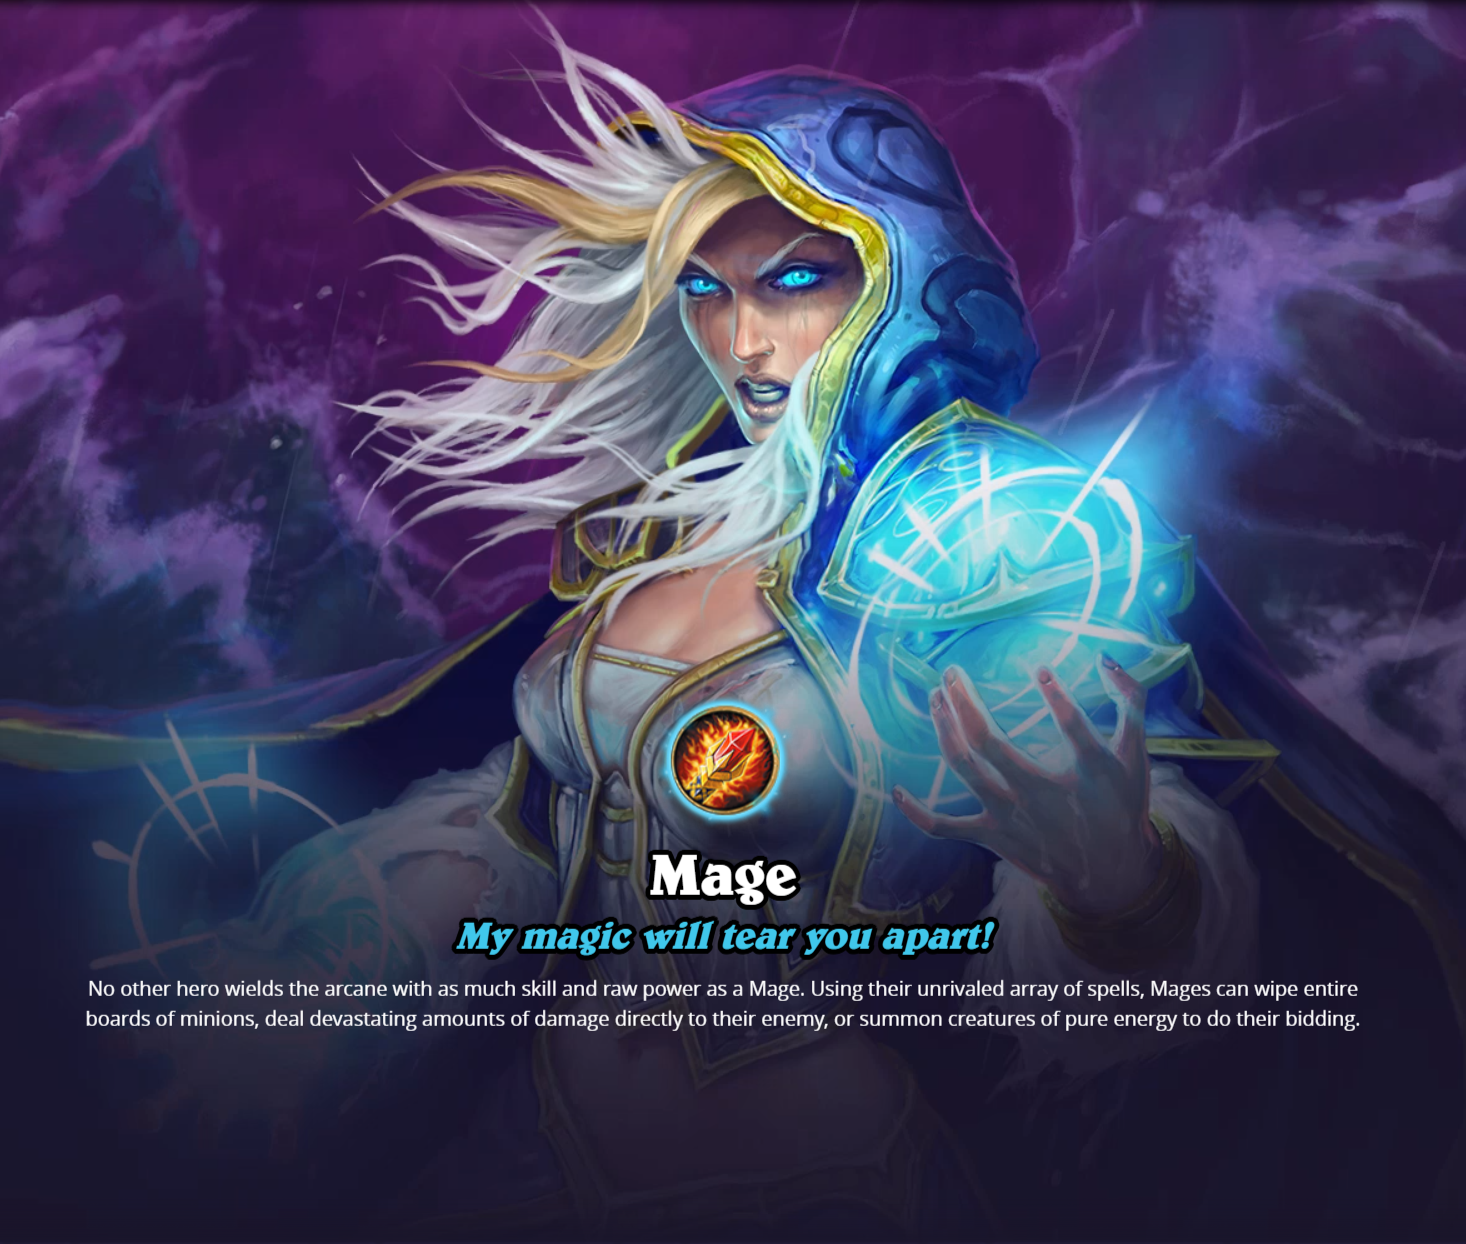 Mage
My magic will tear you apart!
No other hero wields the arcane with as much skill and raw power as a Mage. Using their unrivaled array of spells, Mages can wipe entire
boards of minions, deal devastating amounts of damage directly to their enemy, or summon creatures of pure energy to do their bidding.